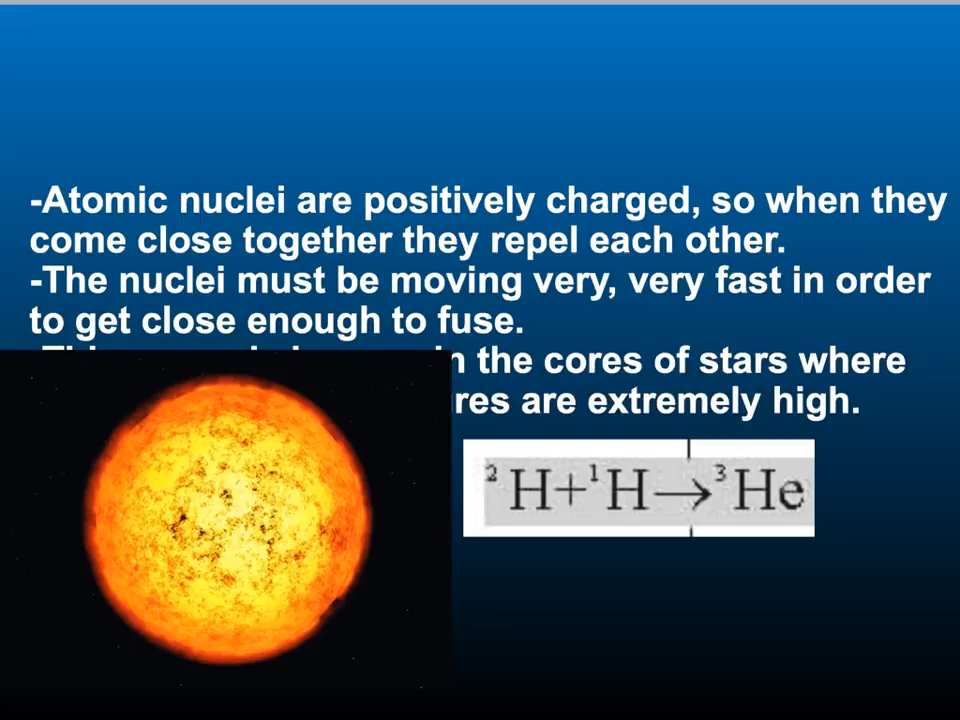 -Atomic nuclei are positively charged, so when they
come close together they repel each other.
-The nuclei must be moving very, very fast in order
to get close enough to fuse.
in the cores of stars where
are extremely high.
²H+¹H→³He